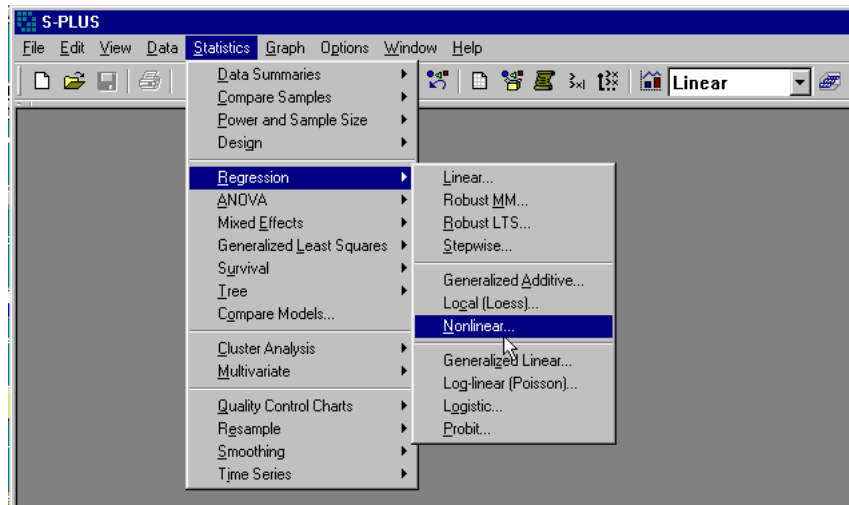 S-PLUS
File Edit View Data Statistics Graph Options Window Help
Linear
Data Summaries
Compare Samples
Power and Sample Size
Design
Regression
ANOVA
Mixed Effects
Generalized Least Squares
Survival
Tree
Compare Models...
Cluster Analysis
Multivariate
Quality Control Charts
Resample
Smoothing
Time Series
Linear...
Robust MM...
Robust LTS...
Stepwise...
Generalized Additive...
Local (Loess)...
Nonlinear...
Generalized Linear...
Log-linear (Poisson)...
Logistic...
Probit...